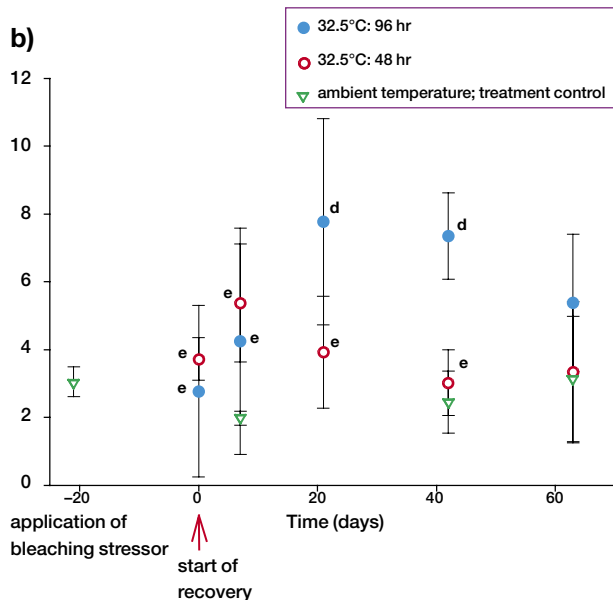 b)
32.5°C: 96 hr
32.5°C: 48 hr
ambient temperature; treatment control
12
10
8
6
4
2
0
d
d
e
e
e
e
e
e
–20
0
20
40
60
Time (days)
application of
bleaching stressor
start of
recovery